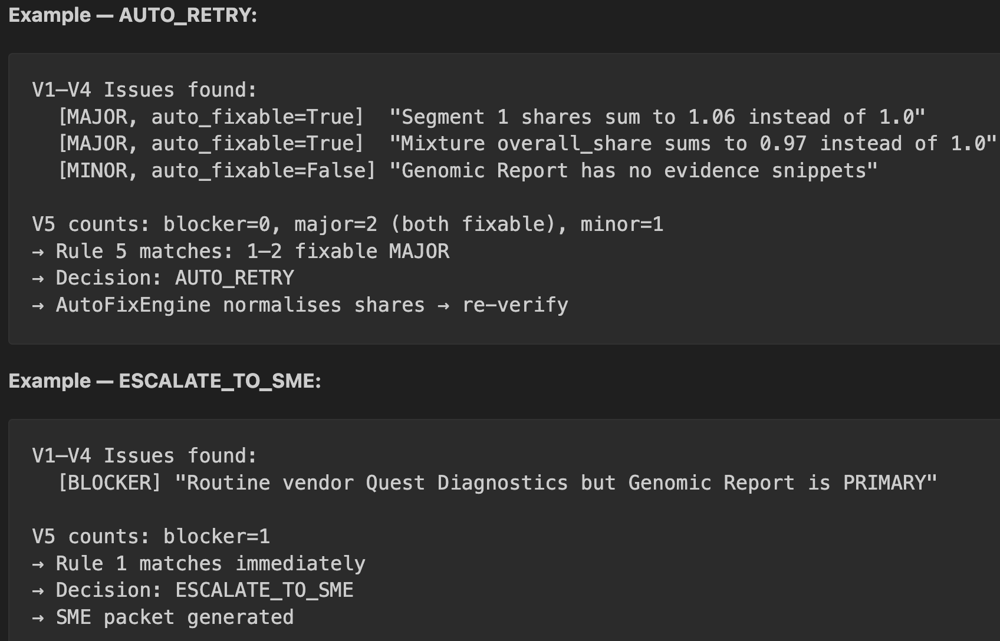 Example — AUTO_RETRY:
V1–V4 Issues found:
[MAJOR, auto_fixable=True] "Segment 1 shares sum to 1.06 instead of 1.0"
[MAJOR, auto_fixable=True] "Mixture overall_share sums to 0.97 instead of 1.0"
[MINOR, auto_fixable=False] "Genomic Report has no evidence snippets"
V5 counts: blocker=0, major=2 (both fixable), minor=1
→ Rule 5 matches: 1–2 fixable MAJOR
→ Decision: AUTO_RETRY
→ AutoFixEngine normalises shares → re-verify
Example — ESCALATE_TO_SME:
V1–V4 Issues found:
[BLOCKER] "Routine vendor Quest Diagnostics but Genomic Report is PRIMARY"
V5 counts: blocker=1
→ Rule 1 matches immediately
→ Decision: ESCALATE_TO_SME
→ SME packet generated